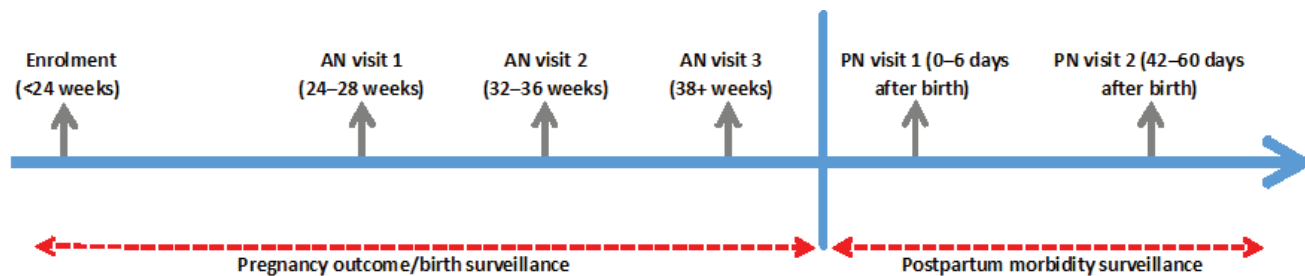 Enrolment
(<24 weeks)
AN visit 1
(24–28 weeks)
AN visit 2
(32–36 weeks)
AN visit 3
(38+ weeks)
PN visit 1 (0–6 days
after birth)
PN visit 2 (42–60 days
after birth)
Pregnancy outcome/birth surveillance
Postpartum morbidity surveillance